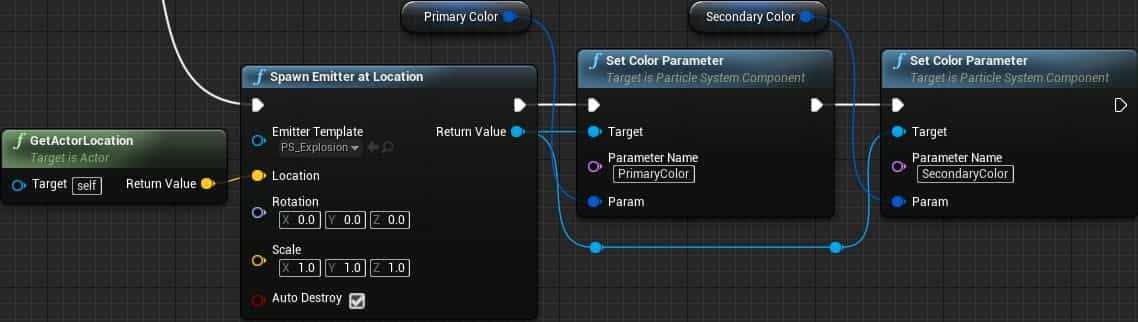 Primary Color
Secondary Color
GetActorLocation
Target is Actor
Target self
Return Value
Spawn Emitter at Location
Emitter Template
PS_Explosion
Return Value
Location
Rotation
X 0.0 Y 0.0 Z 0.0
Scale
X 1.0 Y 1.0 Z 1.0
Auto Destroy
Set Color Parameter
Target is Particle System Component
Target
Parameter Name
PrimaryColor
Param
Set Color Parameter
Target is Particle System Component
Target
Parameter Name
SecondaryColor
Param